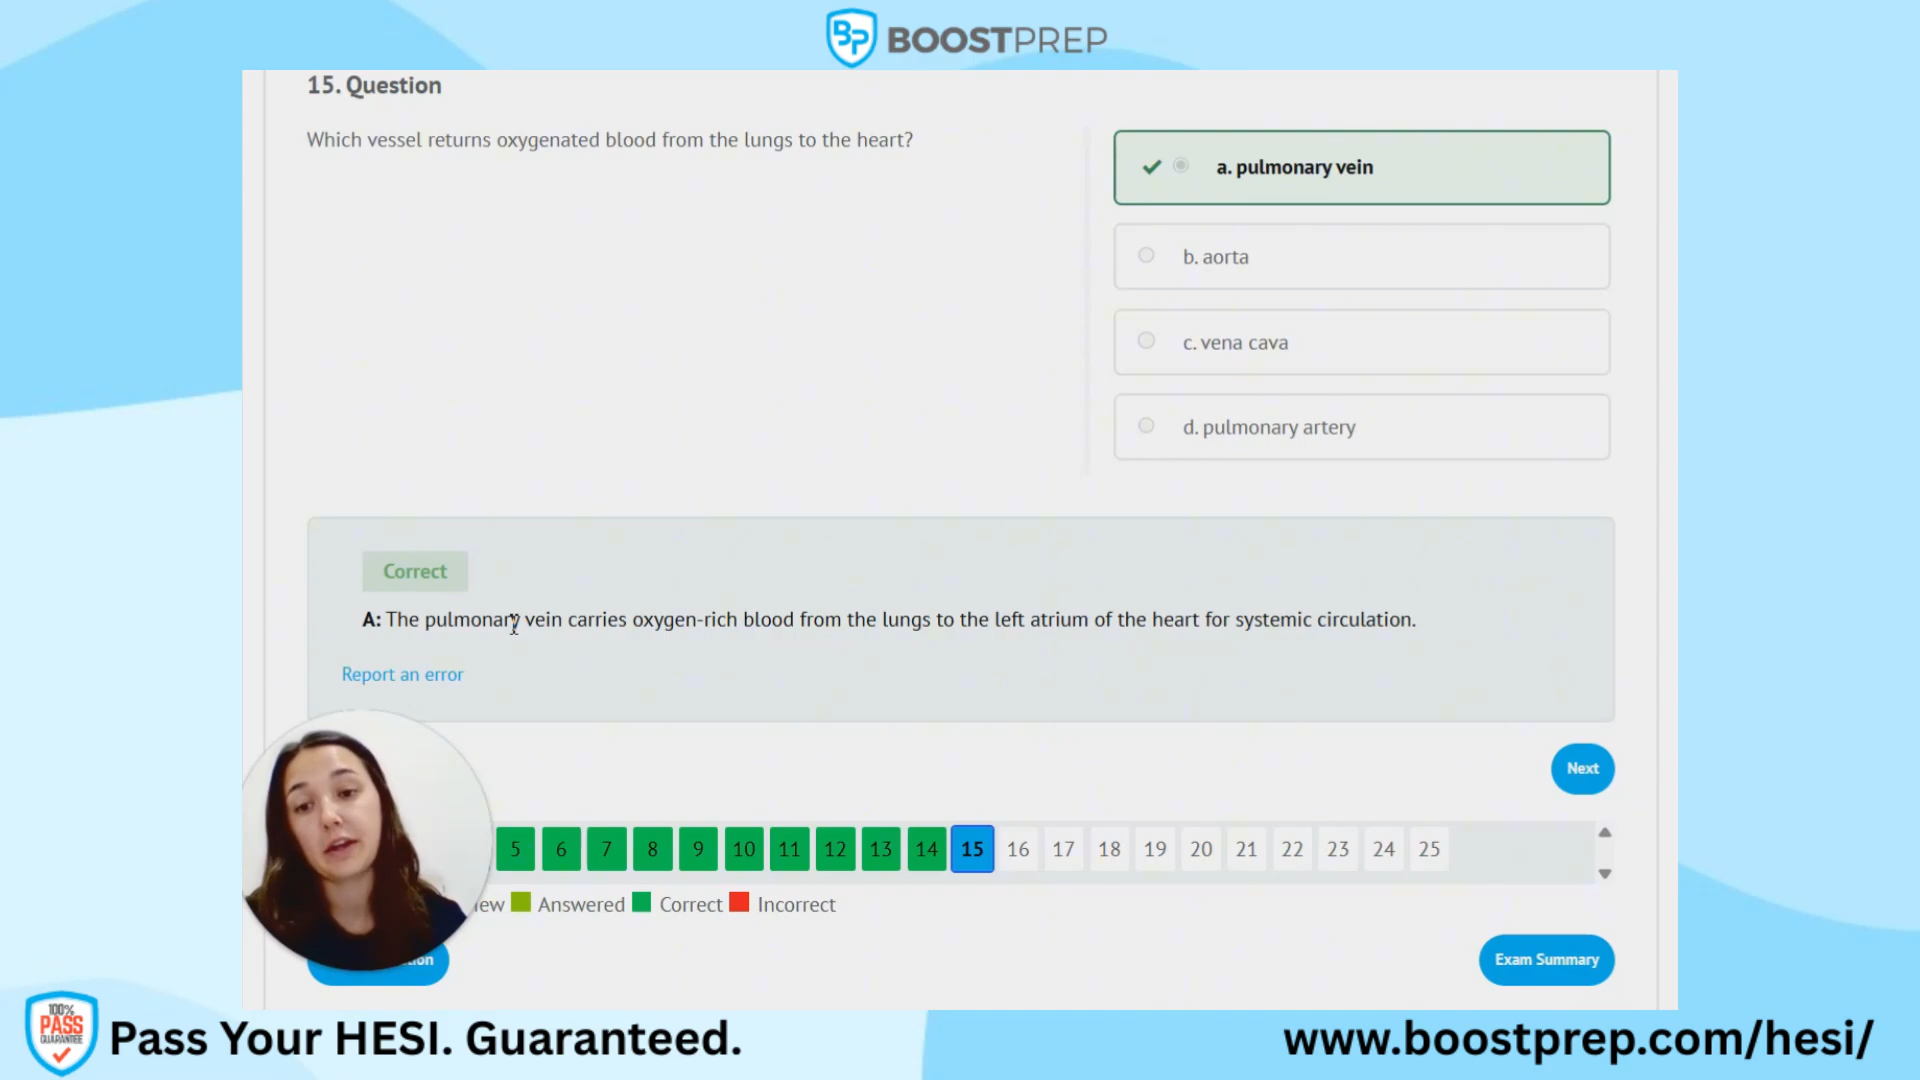 BP BOOSTPREP
15. Question
Which vessel returns oxygenated blood from the lungs to the heart?
a. pulmonary vein
b. aorta
c. vena cava
d. pulmonary artery
Correct
A: The pulmonary vein carries oxygen-rich blood from the lungs to the left atrium of the heart for systemic circulation.
Report an error
Next
5 6 7 8 9 10 11 12 13 14 15 16 17 18 19 20 21 22 23 24 25
Answered Correct Incorrect
Exam Summary
100%
PASS
GUARANTEE
Pass Your HESI. Guaranteed.
www.boostprep.com/hesi/